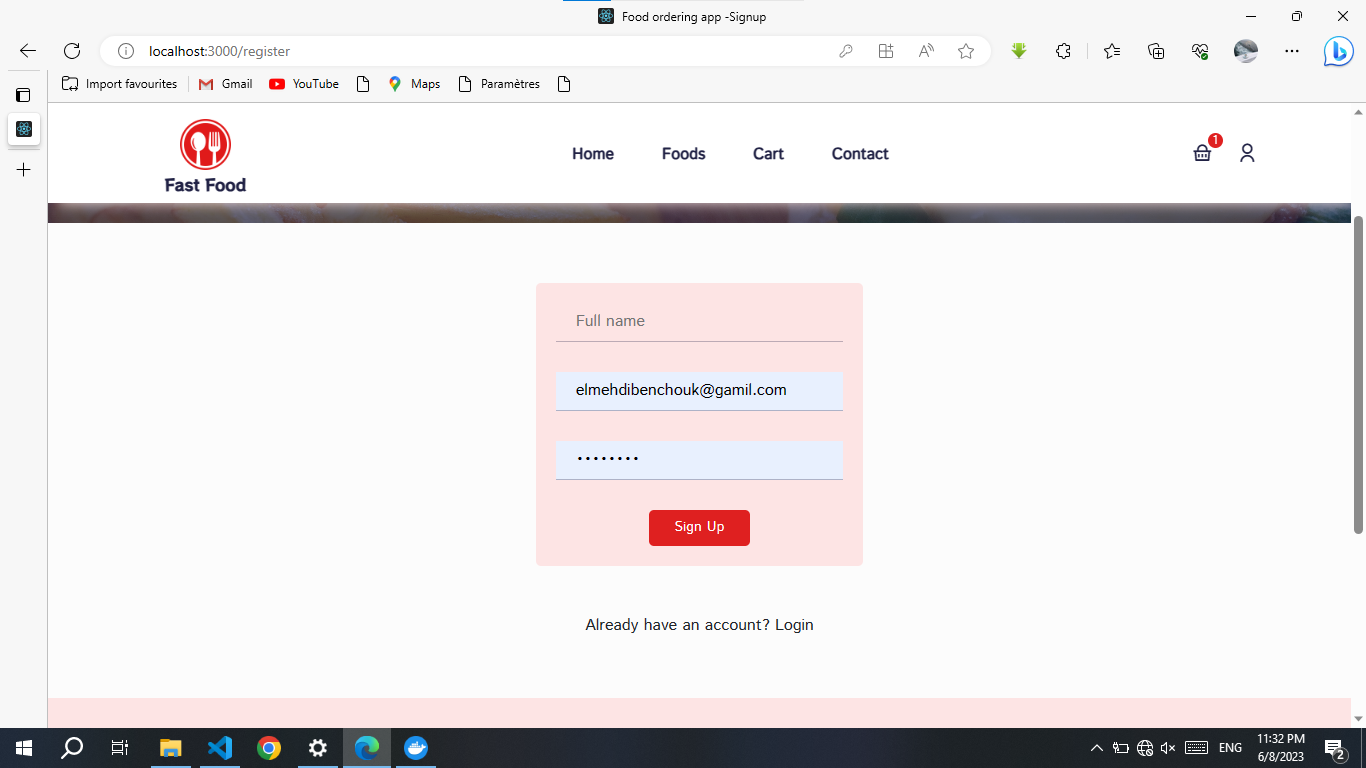 Food ordering app -Signup
localhost:3000/register
Import favourites
Gmail
YouTube
Maps
Paramètres
Fast Food
Home
Foods
Cart
Contact
1
Full name
elmehdibenchouk@gamil.com
••••••••
Sign Up
Already have an account? Login
ENG
11:32 PM
6/8/2023
2